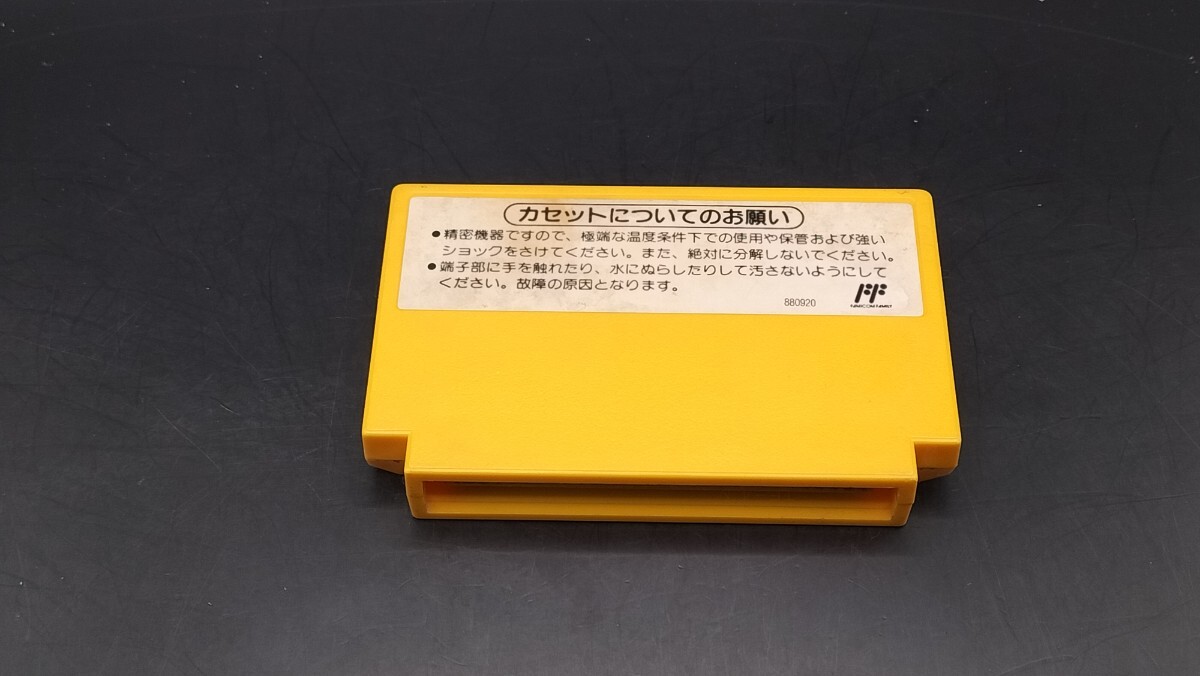 カセットについてのお願い
●精密機器ですので、極端な温度条件下での使用や保管および強い
ショックをさけてください。また、絶対に分解しないでください。
●端子部に手を触れたり、水にぬらしたりして汚さないようにして
ください。故障の原因となります。
880920
FF
FAMICOM FAMILY